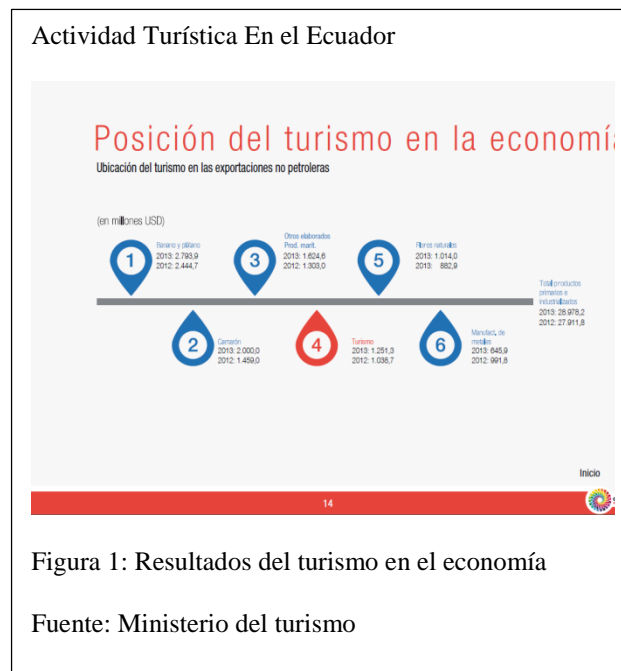 Actividad Turística En el Ecuador
Posición del turismo en la economí
Ubicación del turismo en las exportaciones no petroleras
(en millones USD)
1
Banano y plátano
2013: 2.793,9
2012: 2.444,7
2
Camarón
2013: 2.000,0
2012: 1.459,0
3
Otros elaborados
Prod. marit.
2013: 1.624,6
2012: 1.303,0
4
Turismo
2013: 1.251,3
2012: 1.038,7
5
Flores naturales
2013: 1.014,0
2012: 882,9
6
Manufact. de
metales
2013: 645,9
2012: 991,8
Total productos
primarios e
industrializados
2013: 28.978,2
2012: 27.911,8
Inicio
14
Figura 1: Resultados del turismo en el economía
Fuente: Ministerio del turismo